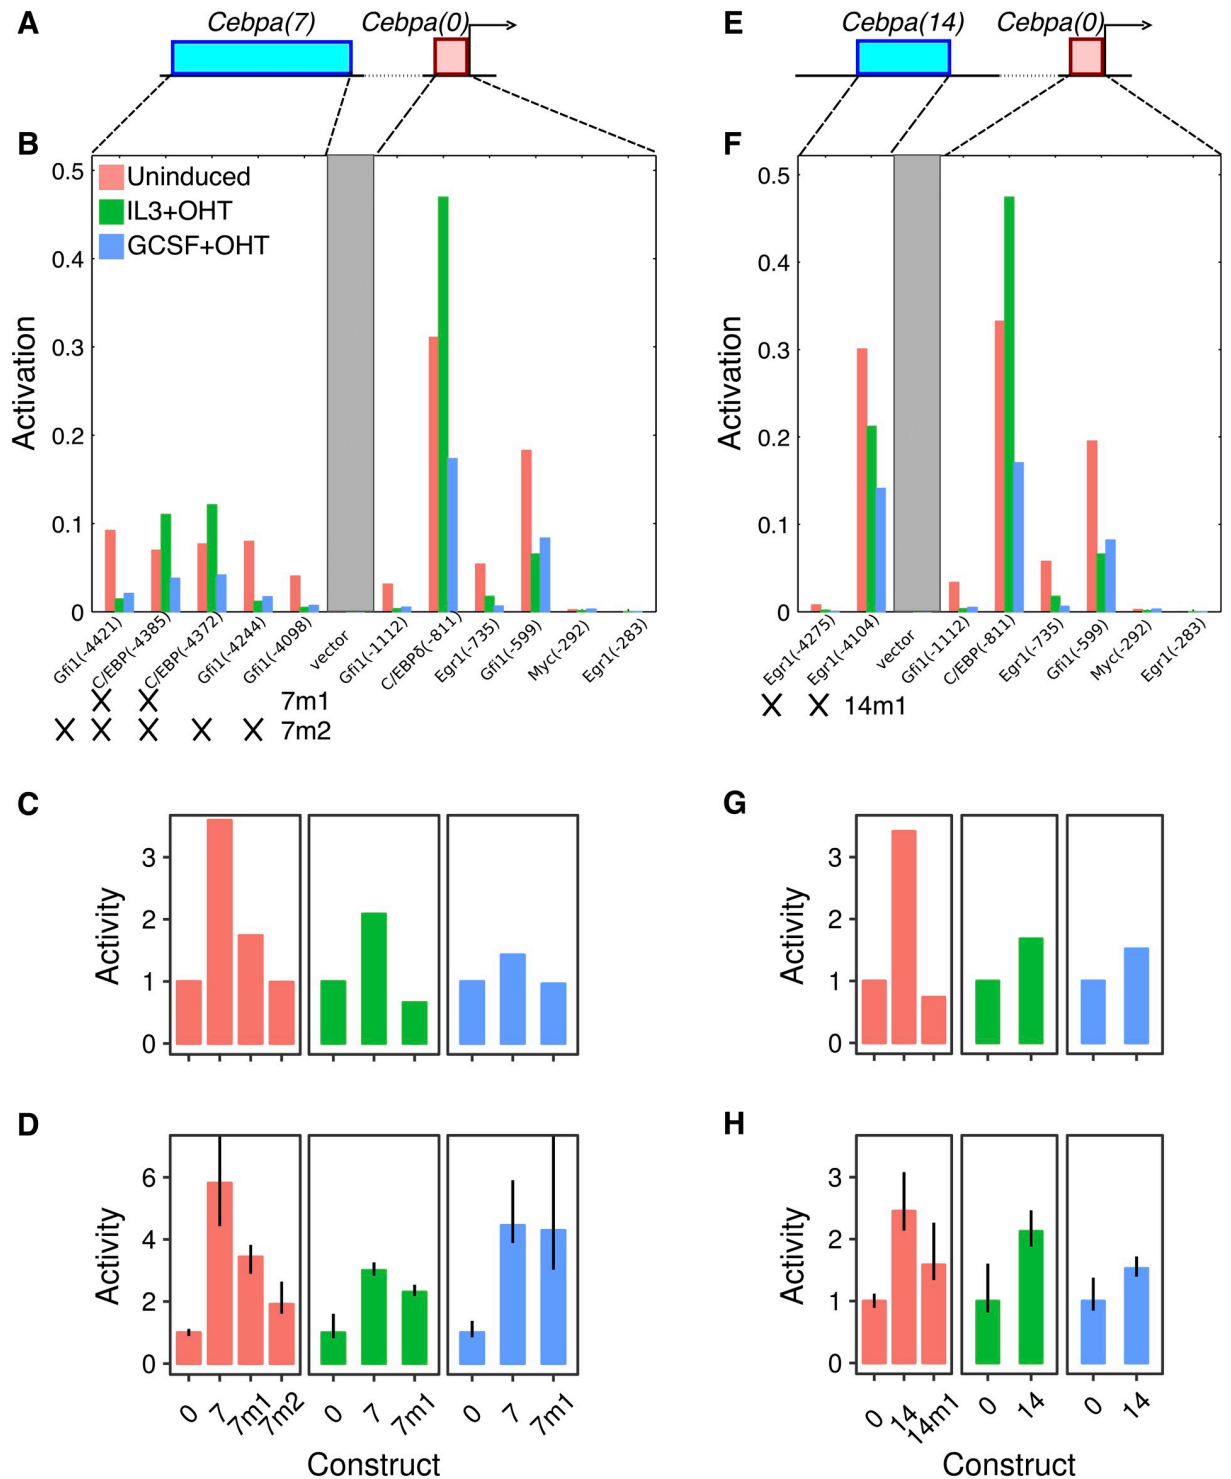 A
Cebpa(7)
Cebpa(0)
B
Uninduced
IL3+OHT
GCSF+OHT
Activation
0.5
0.4
0.3
0.2
0.1
0
Gfi1(-4421)
C/EBP(-4385)
C/EBP(-4372)
Gfi1(-4244)
Gfi1(-4098)
vector
Gfi1(-1112)
C/EBPδ(-811)
Egr1(-735)
Gfi1(-599)
Myc(-292)
Egr1(-283)
X X 7m1
X X X X X 7m2
C
Activity
3
2
1
0
D
Activity
6
4
2
0
0 7 7m1 7m2
0 7 7m1
0 7 7m1
Construct
E
Cebpa(14)
Cebpa(0)
F
Activation
0.5
0.4
0.3
0.2
0.1
0
Egr1(-4275)
Egr1(-4104)
vector
Gfi1(-1112)
C/EBP(-811)
Egr1(-735)
Gfi1(-599)
Myc(-292)
Egr1(-283)
X X 14m1
G
Activity
3
2
1
0
H
Activity
3
2
1
0
0 14 14m1
0 14
0 14
Construct